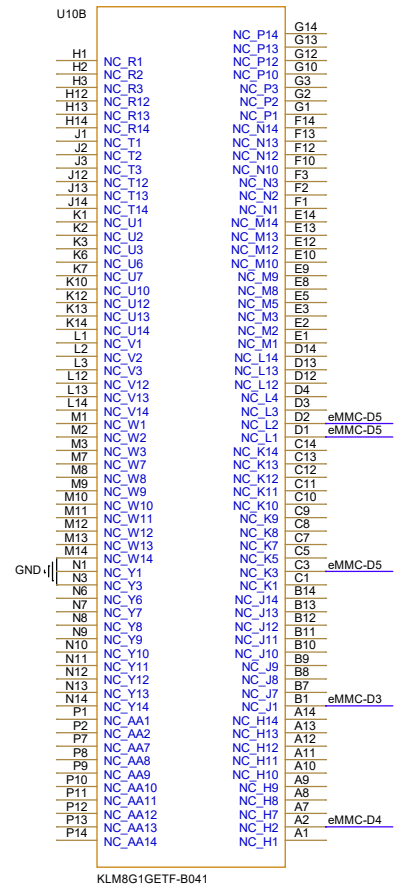 U10B
H1 NC_R1
H2 NC_R2
H3 NC_R3
H12 NC_R12
H13 NC_R13
H14 NC_R14
J1 NC_T1
J2 NC_T2
J3 NC_T3
J12 NC_T12
J13 NC_T13
J14 NC_T14
K1 NC_U1
K2 NC_U2
K3 NC_U3
K6 NC_U6
K7 NC_U7
K10 NC_U10
K12 NC_U12
K13 NC_U13
K14 NC_U14
L1 NC_V1
L2 NC_V2
L3 NC_V3
L12 NC_V12
L13 NC_V13
L14 NC_V14
M1 NC_W1
M2 NC_W2
M3 NC_W3
M7 NC_W7
M8 NC_W8
M9 NC_W9
M10 NC_W10
M11 NC_W11
M12 NC_W12
M13 NC_W13
M14 NC_W14
GND N1 NC_Y1
N3 NC_Y3
N6 NC_Y6
N7 NC_Y7
N8 NC_Y8
N9 NC_Y9
N10 NC_Y10
N11 NC_Y11
N12 NC_Y12
N13 NC_Y13
N14 NC_Y14
P1 NC_AA1
P2 NC_AA2
P7 NC_AA7
P8 NC_AA8
P9 NC_AA9
P10 NC_AA10
P11 NC_AA11
P12 NC_AA12
P13 NC_AA13
P14 NC_AA14
NC_P14 G14
NC_P13 G13
NC_P12 G12
NC_P10 G10
NC_P3 G3
NC_P2 G2
NC_P1 G1
NC_N14 F14
NC_N13 F13
NC_N12 F12
NC_N10 F10
NC_N3 F3
NC_N2 F2
NC_N1 F1
NC_M14 E14
NC_M13 E13
NC_M12 E12
NC_M10 E10
NC_M9 E9
NC_M8 E8
NC_M5 E5
NC_M3 E3
NC_M2 E2
NC_M1 E1
NC_L14 D14
NC_L13 D13
NC_L12 D12
NC_L4 D4
NC_L3 D3
NC_L2 D2 eMMC-D5
NC_L1 D1 eMMC-D5
NC_K14 C14
NC_K13 C13
NC_K12 C12
NC_K11 C11
NC_K10 C10
NC_K9 C9
NC_K8 C8
NC_K7 C7
NC_K5 C5
NC_K3 C3 eMMC-D5
NC_K1 C1
NC_J14 B14
NC_J13 B13
NC_J12 B12
NC_J11 B11
NC_J10 B10
NC_J9 B9
NC_J8 B8
NC_J7 B7
NC_J1 B1 eMMC-D3
NC_H14 A14
NC_H13 A13
NC_H12 A12
NC_H11 A11
NC_H10 A10
NC_H9 A9
NC_H8 A8
NC_H7 A7
NC_H2 A2 eMMC-D4
NC_H1 A1
KLM8G1GETF-B041